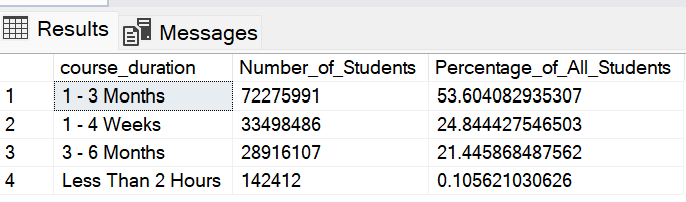 Results Messages
course_duration Number_of_Students Percentage_of_All_Students
1 1 - 3 Months 72275991 53.604082935307
2 1 - 4 Weeks 33498486 24.844427546503
3 3 - 6 Months 28916107 21.445868487562
4 Less Than 2 Hours 142412 0.105621030626